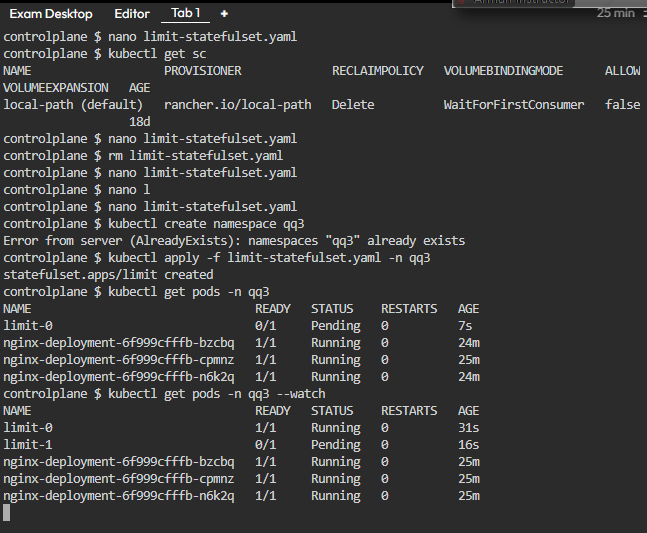 Exam Desktop Editor Tab 1 +
25 min
controlplane $ nano limit-statefulset.yaml
controlplane $ kubectl get sc
NAME PROVISIONER RECLAIMPOLICY VOLUMEBINDINGMODE ALLOW
VOLUMEEXPANSION AGE
local-path (default) rancher.io/local-path Delete WaitForFirstConsumer false
18d
controlplane $ nano limit-statefulset.yaml
controlplane $ rm limit-statefulset.yaml
controlplane $ nano limit-statefulset.yaml
controlplane $ nano l
controlplane $ nano limit-statefulset.yaml
controlplane $ kubectl create namespace qq3
Error from server (AlreadyExists): namespaces "qq3" already exists
controlplane $ kubectl apply -f limit-statefulset.yaml -n qq3
statefulset.apps/limit created
controlplane $ kubectl get pods -n qq3
NAME READY STATUS RESTARTS AGE
limit-0 0/1 Pending 0 7s
nginx-deployment-6f999cfffb-bzcbq 1/1 Running 0 24m
nginx-deployment-6f999cfffb-cpmnz 1/1 Running 0 25m
nginx-deployment-6f999cfffb-n6k2q 1/1 Running 0 24m
controlplane $ kubectl get pods -n qq3 --watch
NAME READY STATUS RESTARTS AGE
limit-0 1/1 Running 0 31s
limit-1 0/1 Pending 0 16s
nginx-deployment-6f999cfffb-bzcbq 1/1 Running 0 25m
nginx-deployment-6f999cfffb-cpmnz 1/1 Running 0 25m
nginx-deployment-6f999cfffb-n6k2q 1/1 Running 0 25m